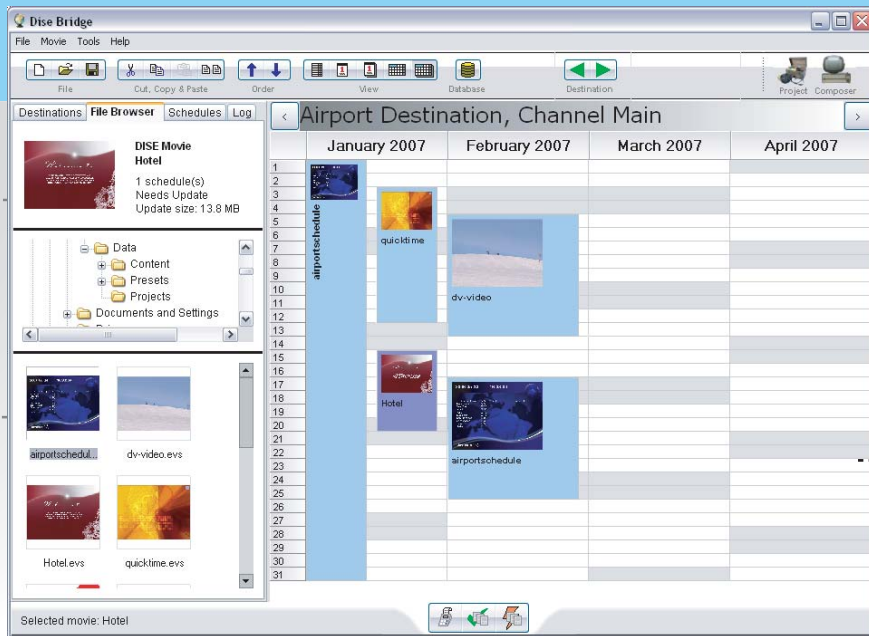 Dise Bridge
File Movie Tools Help
File Cut, Copy & Paste Order View Database Destination Project Composer
Destinations File Browser Schedules Log
DISE Movie
Hotel
1 schedule(s)
Needs Update
Update size: 13.8 MB
Data
Content
Presets
Projects
Documents and Settings
airportschedul...
dv-video.evs
Hotel.evs
quicktime.evs
Airport Destination, Channel Main
January 2007 February 2007 March 2007 April 2007
1
2
3
4
5
6
7
8
9
10
11
12
13
14
15
16
17
18
19
20
21
22
23
24
25
26
27
28
29
30
31
airportschedule
quicktime
dv-video
Hotel
airportschedule
Selected movie: Hotel